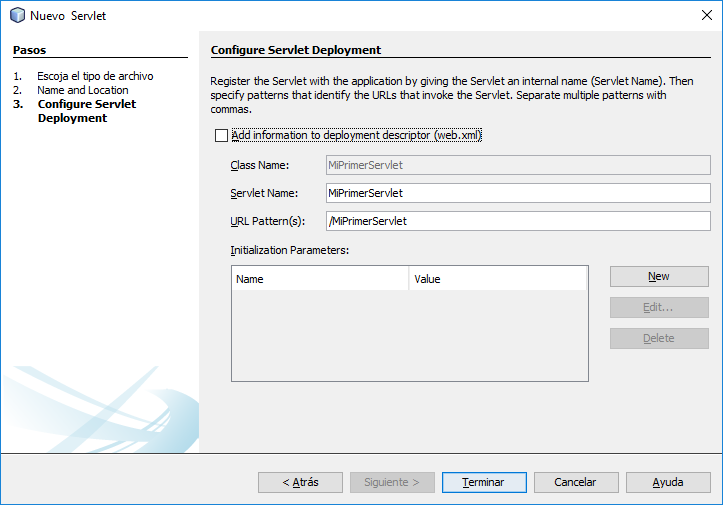 Nuevo Servlet
Pasos
1. Escoja el tipo de archivo
2. Name and Location
3. Configure Servlet
Deployment
Configure Servlet Deployment
Register the Servlet with the application by giving the Servlet an internal name (Servlet Name). Then
specify patterns that identify the URLs that invoke the Servlet. Separate multiple patterns with
commas.
Add information to deployment descriptor (web.xml)
Class Name: MiPrimerServlet
Servlet Name: MiPrimerServlet
URL Pattern(s): /MiPrimerServlet
Initialization Parameters:
Name Value
New
Edit...
Delete
< Atrás Siguiente > Terminar Cancelar Ayuda